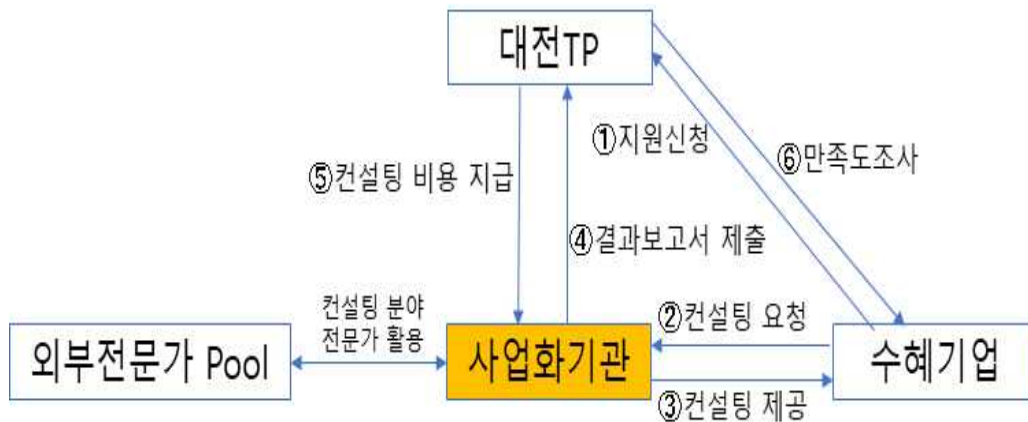 대전TP
①지원신청
⑥만족도조사
⑤컨설팅 비용 지급
④결과보고서 제출
컨설팅 분야
전문가 활용
②컨설팅 요청
외부전문가 Pool
사업화기관
수혜기업
③컨설팅 제공